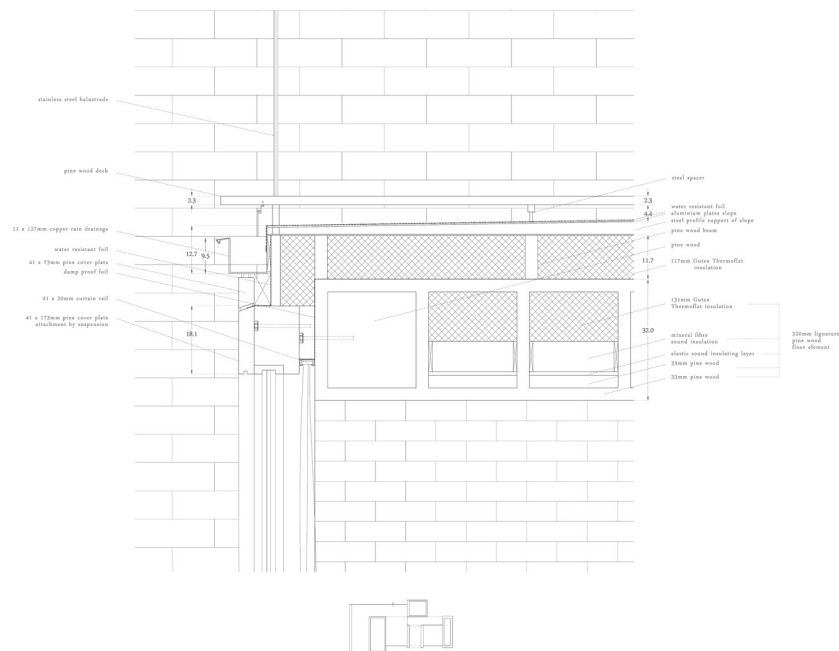 stainless steel balustrade
pine wood deck
11 x 127mm copper rain drainage
water resistant foil
41 x 73mm pine cover plate
damp proof foil
41 x 20mm curtain rail
41 x 173mm pine cover plate
attachment by suspension
3.3
12.7
9.5
18.1
steel spacer
3.3
4.4
water resistant foil
aluminium plates slope
steel profile support of slope
pine wood beam
pine wood
11.7
117mm Gutex Thermoflat
insulation
32.0
131mm Gutex
Thermoflat insulation
mineral fibre
sound insulation
elastic sound insulating layer
33mm pine wood
33mm pine wood
320mm lignature
pine wood
floor element